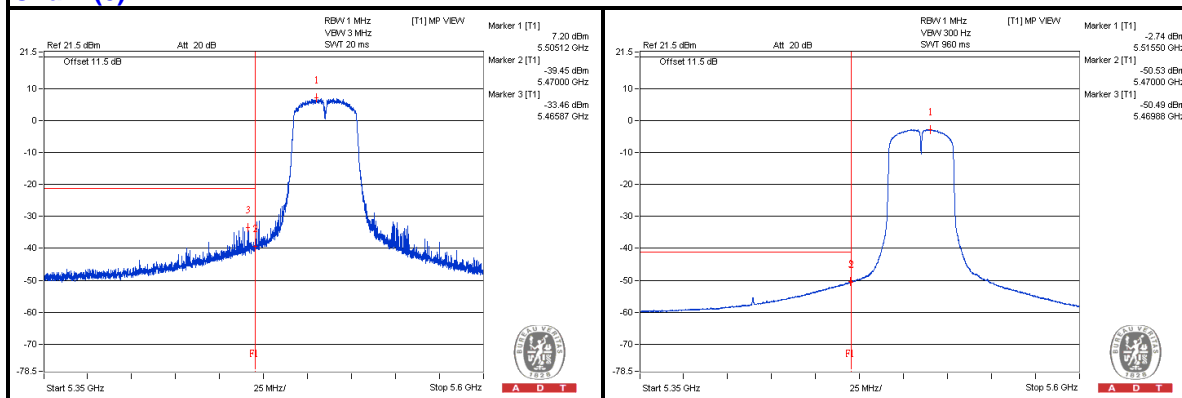 RBW 1 MHz [T1] MP VIEW
VBW 3 MHz
Ref 21.5 dBm Att 20 dB SWT 20 ms
21.5
Offset 11.5 dB
10
0
-10
-20
-30
-40
-50
-60
-70
-78.5
1
2
3
F1
Start 5.35 GHz 25 MHz/ Stop 5.6 GHz
Marker 1 [T1]
7.20 dBm
5.50512 GHz
Marker 2 [T1]
-39.45 dBm
5.47000 GHz
Marker 3 [T1]
-33.46 dBm
5.46587 GHz
BUREAU VERITAS
1828
A D T
RBW 1 MHz [T1] MP VIEW
VBW 300 Hz
Ref 21.5 dBm Att 20 dB SWT 960 ms
21.5
Offset 11.5 dB
10
0
-10
-20
-30
-40
-50
-60
-70
-78.5
1
2
F1
Start 5.35 GHz 25 MHz/ Stop 5.6 GHz
Marker 1 [T1]
-2.74 dBm
5.51550 GHz
Marker 2 [T1]
-50.53 dBm
5.47000 GHz
Marker 3 [T1]
-50.49 dBm
5.46988 GHz
BUREAU VERITAS
1828
A D T